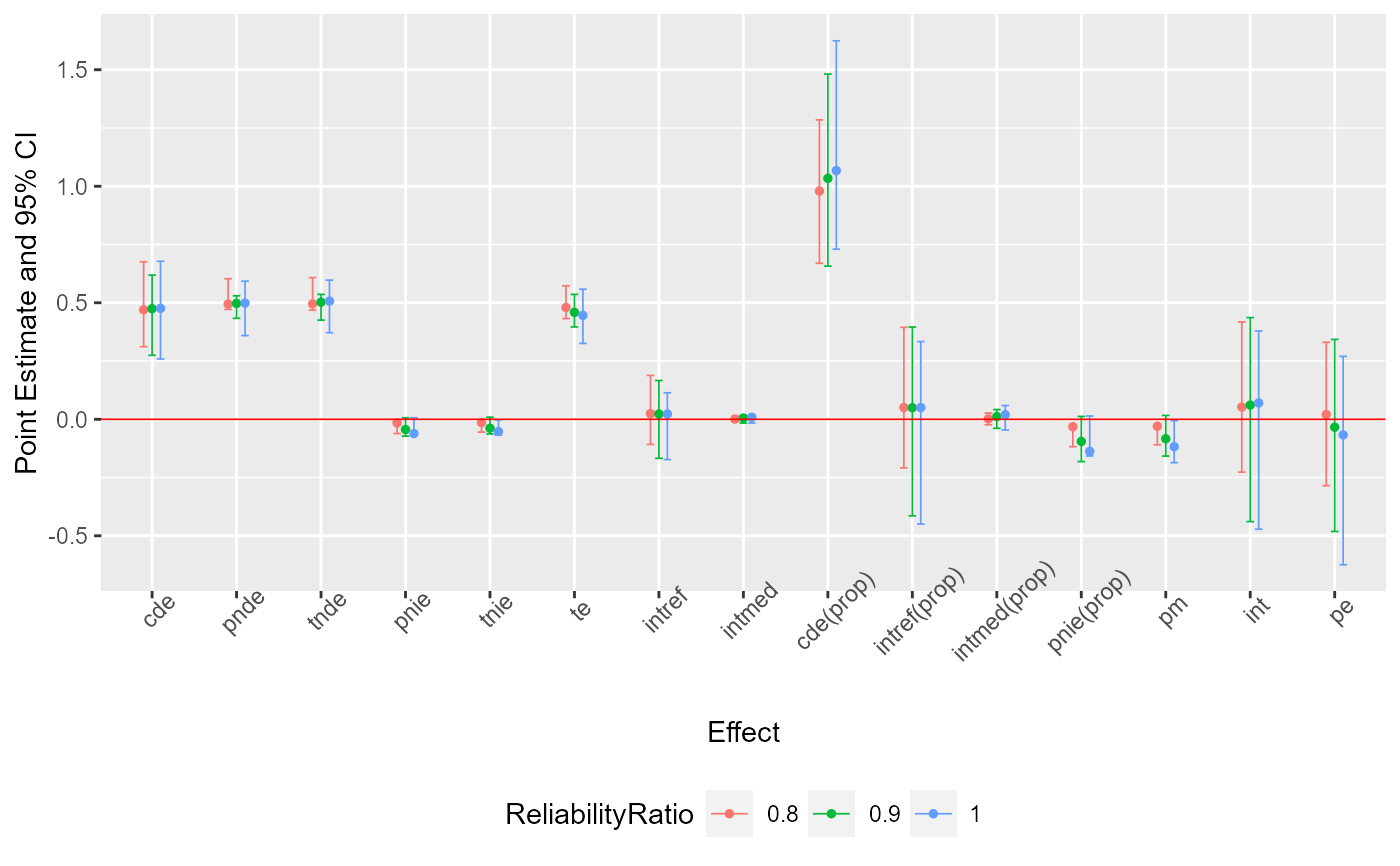 Point Estimate and 95% CI
1.5
1.0
0.5
0.0
-0.5
cde
pnde
tnde
pnie
tnie
te
intref
intmed
cde(prop)
intref(prop)
intmed(prop)
pnie(prop)
pm
int
pe
Effect
ReliabilityRatio 0.8 0.9 1